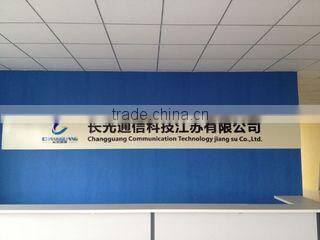 trade.china.cn
长光通信科技江苏有限公司
CHANGGUANG
Changguang Communication Technology jiang su Co.,Ltd.